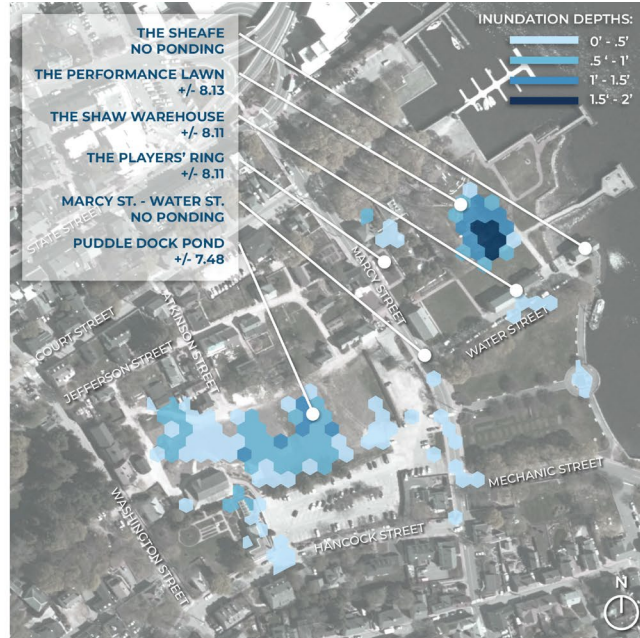 THE SHEAFE
NO PONDING
THE PERFORMANCE LAWN
+/- 8.13
THE SHAW WAREHOUSE
+/- 8.11
THE PLAYERS' RING
+/- 8.11
MARCY ST. - WATER ST.
NO PONDING
PUDDLE DOCK POND
+/- 7.48
INUNDATION DEPTHS:
0' - .5'
.5' - 1'
1' - 1.5'
1.5' - 2'
STATE STREET
MARCY STREET
COURT STREET
ATKINSON STREET
JEFFERSON STREET
WATER STREET
MECHANIC STREET
WASHINGTON STREET
HANCOCK STREET
N